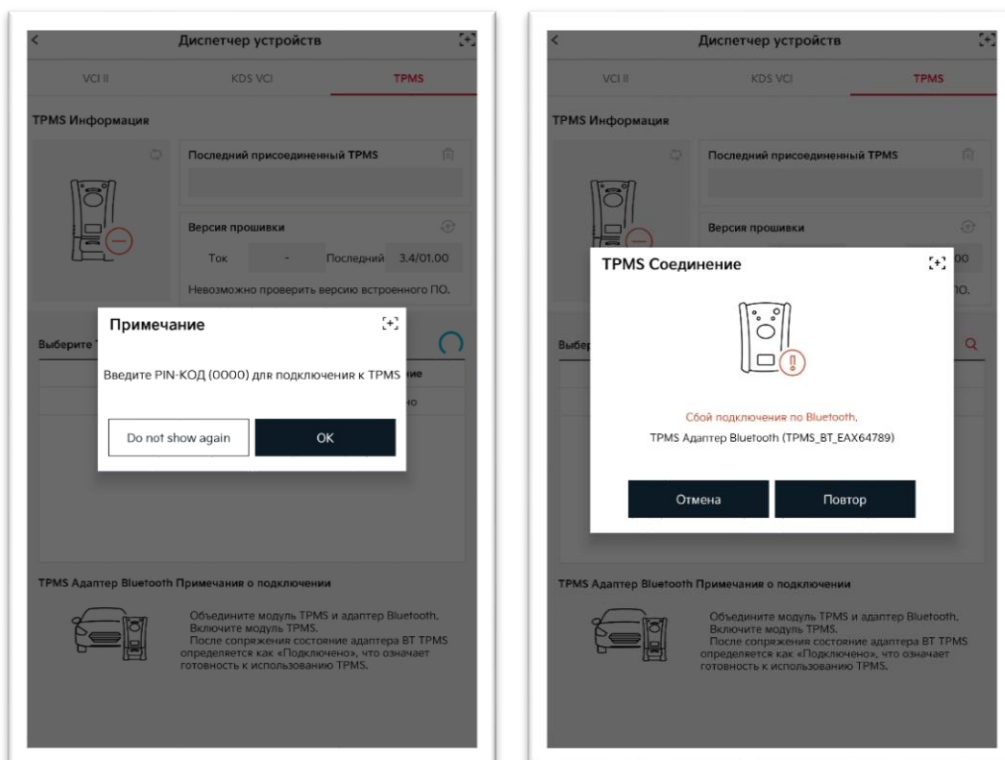 Диспетчер устройств
VCI II KDS VCI TPMS
TPMS Информация
Последний присоединенный TPMS
Версия прошивки
Ток - Последний 3.4/01.00
Невозможно проверить версию встроенного ПО.
Примечание
Выберите
Введите PIN-КОД (0000) для подключения к TPMS
Do not show again OK
TPMS Адаптер Bluetooth Примечания о подключении
Объедините модуль TPMS и адаптер Bluetooth,
Включите модуль TPMS.
После сопряжения состояние адаптера BT TPMS
определяется как «Подключено», что означает
готовность к использованию TPMS.
Диспетчер устройств
VCI II KDS VCI TPMS
TPMS Информация
Последний присоединенный TPMS
Версия прошивки
TPMS Соединение
Сбой подключения по Bluetooth,
TPMS Адаптер Bluetooth (TPMS_BT_EAX64789)
Отмена Повтор
TPMS Адаптер Bluetooth Примечания о подключении
Объедините модуль TPMS и адаптер Bluetooth,
Включите модуль TPMS.
После сопряжения состояние адаптера BT TPMS
определяется как «Подключено», что означает
готовность к использованию TPMS.